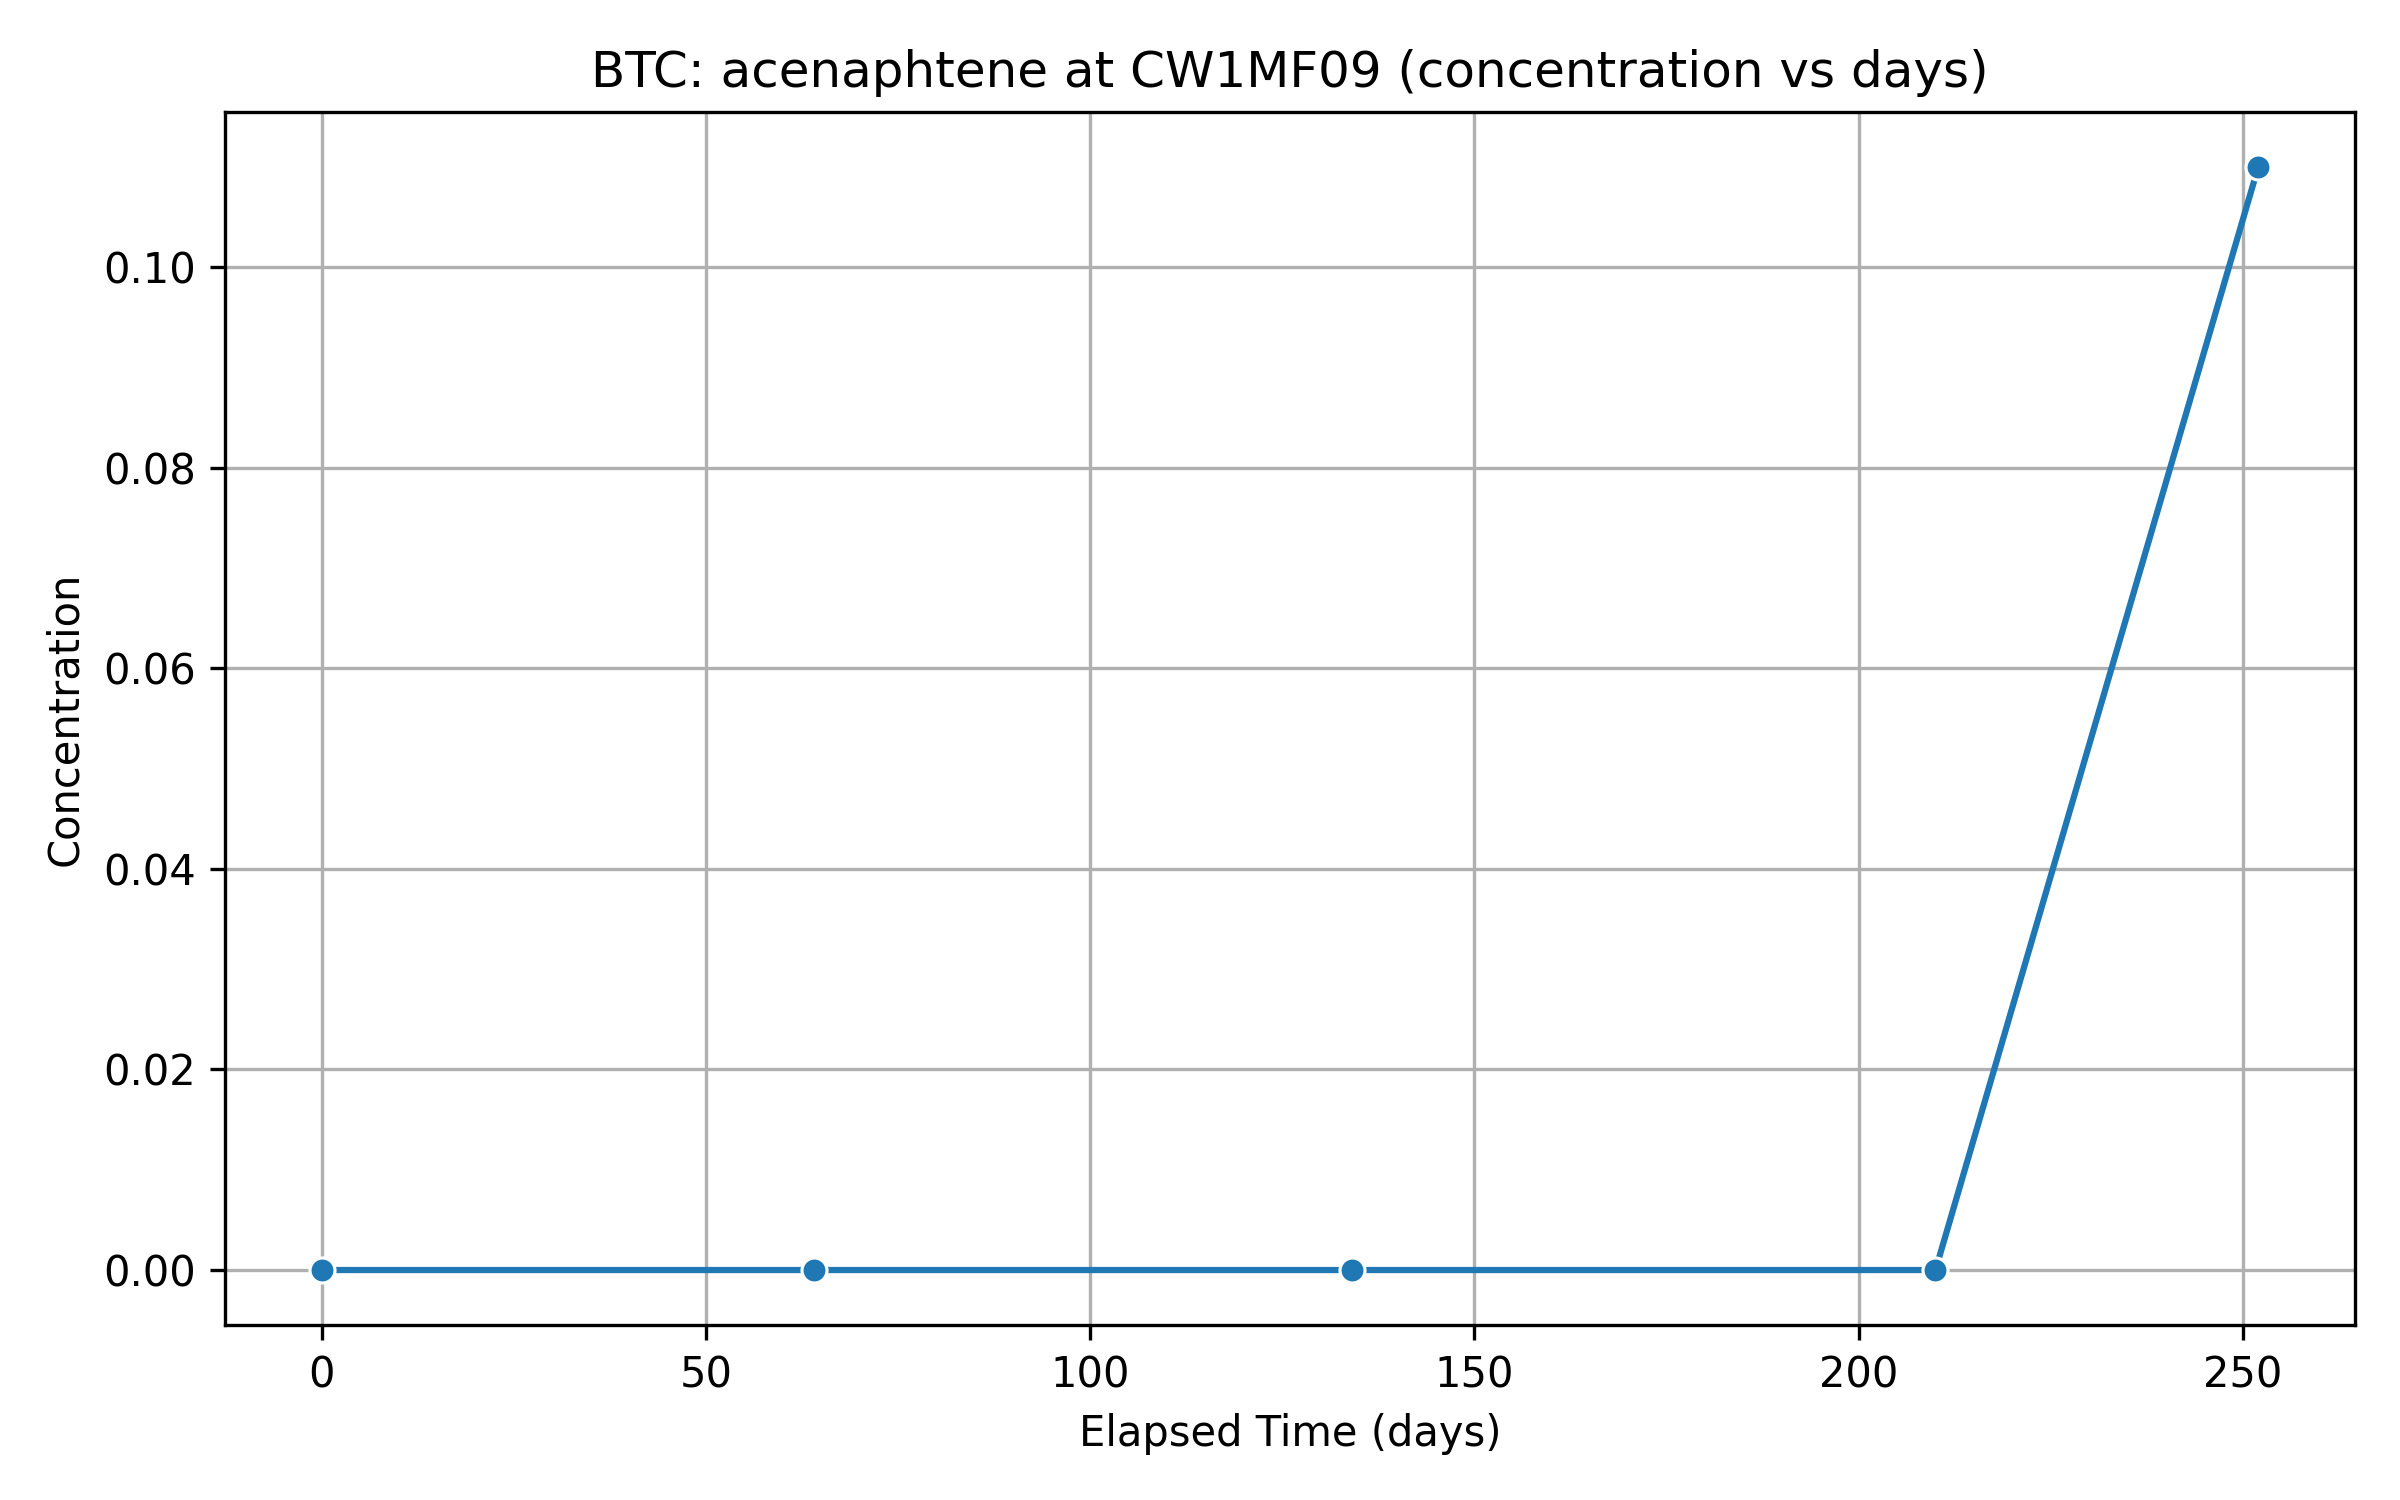 BTC: acenaphtene at CW1MF09 (concentration vs days)
0.10
0.08
0.06
0.04
0.02
0.00
Concentration
0 50 100 150 200 250
Elapsed Time (days)